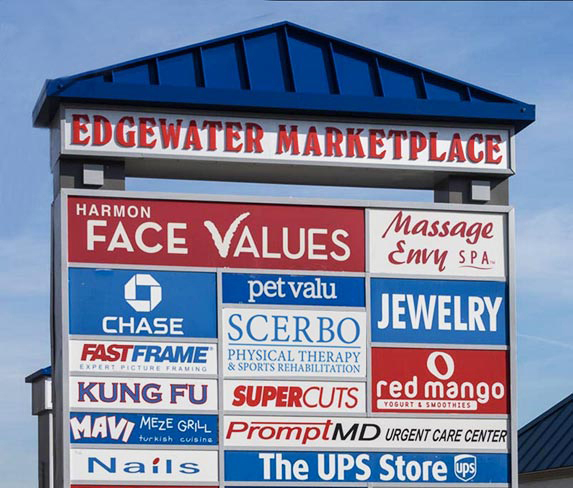 EDGEWATER MARKETPLACE
HARMON
FACE VALUES
Massage
Envy SPA™
CHASE
pet valu
JEWELRY
SCERBO
PHYSICAL THERAPY
& SPORTS REHABILITATION
FASTFRAME®
EXPERT PICTURE FRAMING
red mango
YOGURT & SMOOTHIES
KUNG FU
SUPERCUTS
MAVI MEZE GRILL
turkish cuisine
PromptMD URGENT CARE CENTER
Nails
The UPS Store ups